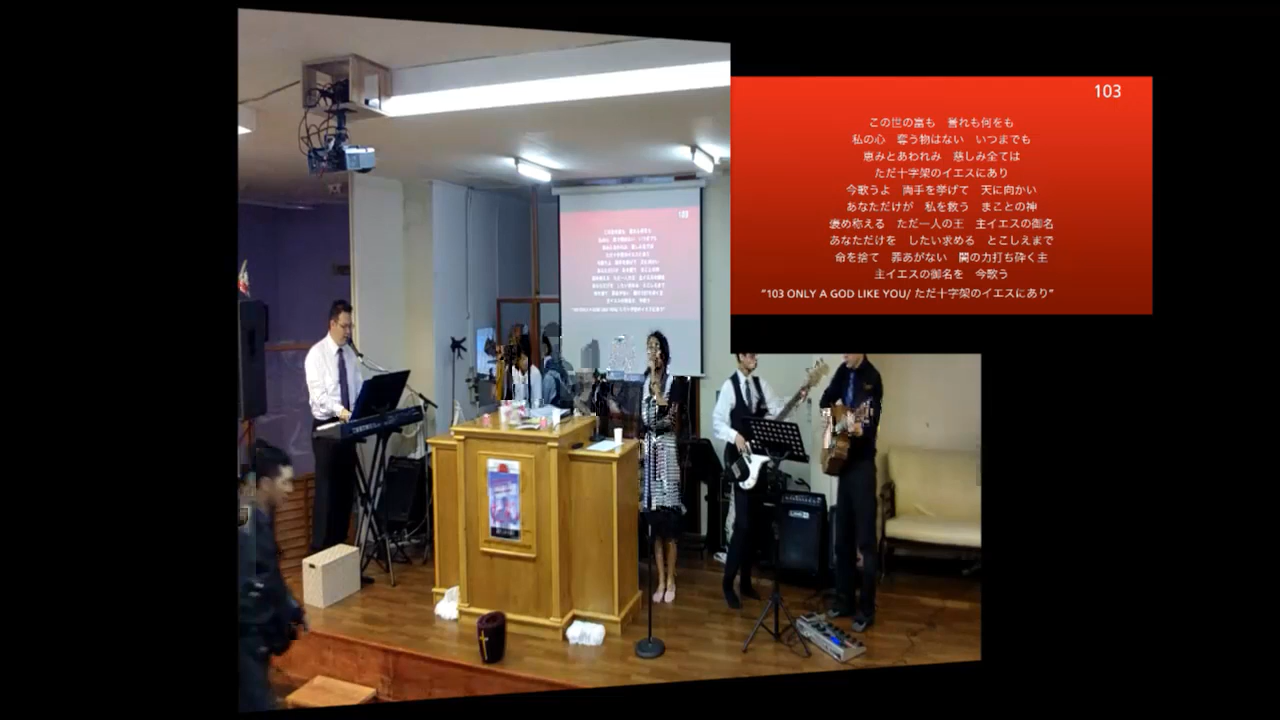 103
この世の富も　誉れも何をも
私の心　奪う物はない　いつまでも
恵みとあわれみ　慈しみ全ては
ただ十字架のイエスにあり
今歌うよ　両手を挙げて　天に向かい
あなただけが　私を救う　まことの神
褒め称える　ただ一人の王　主イエスの御名
あなただけを　したい求める　とこしえまで
命を捨て　罪あがない　闇の力打ち砕く主
主イエスの御名を　今歌う
"103 ONLY A GOD LIKE YOU/ ただ十字架のイエスにあり"